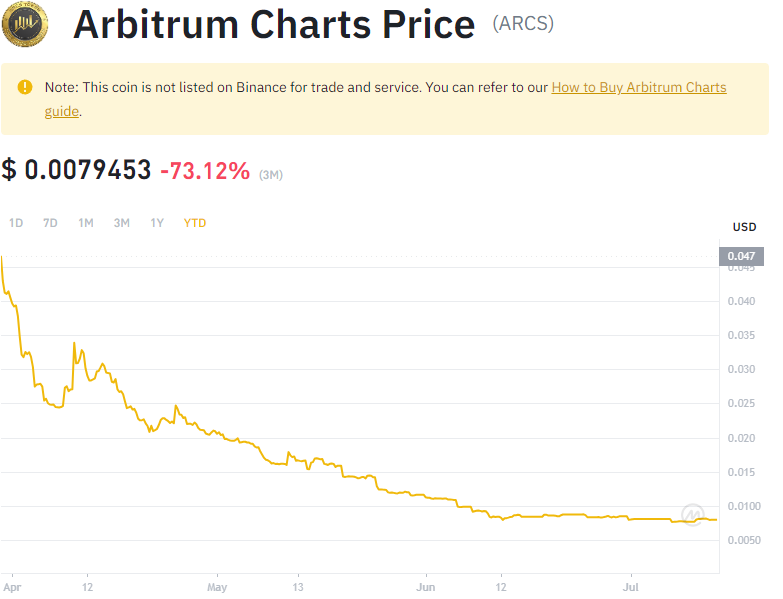 Arbitrum Charts Price (ARCS)
Note: This coin is not listed on Binance for trade and service. You can refer to our How to Buy Arbitrum Charts
guide.
$ 0.0079453 -73.12% (3M)
1D 7D 1M 3M 1Y YTD
USD
0.047
0.045
0.040
0.035
0.030
0.025
0.020
0.015
0.0100
0.0050
Apr 12 May 13 Jun 12 Jul